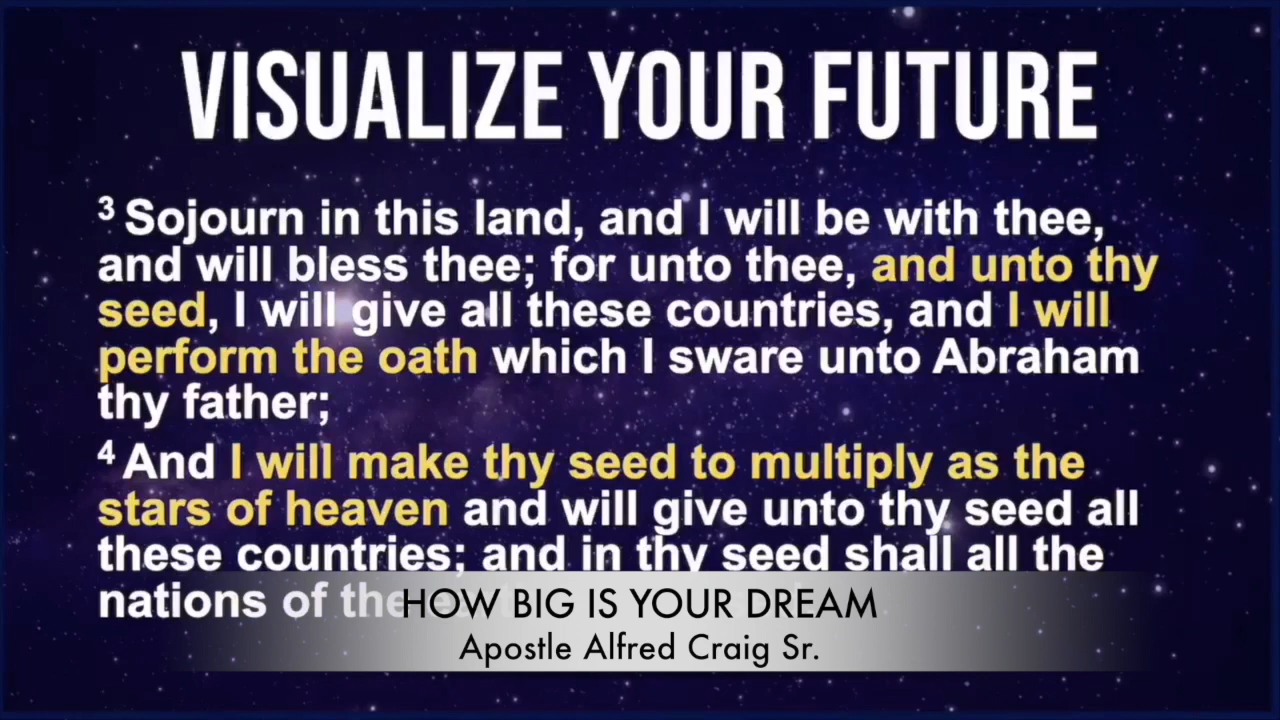 VISUALIZE YOUR FUTURE
3 Sojourn in this land, and I will be with thee,
and will bless thee; for unto thee, and unto thy
seed, I will give all these countries, and I will
perform the oath which I sware unto Abraham
thy father;
4 And I will make thy seed to multiply as the
stars of heaven and will give unto thy seed all
these countries; and in thy seed shall all the
nations of the
HOW BIG IS YOUR DREAM
Apostle Alfred Craig Sr.